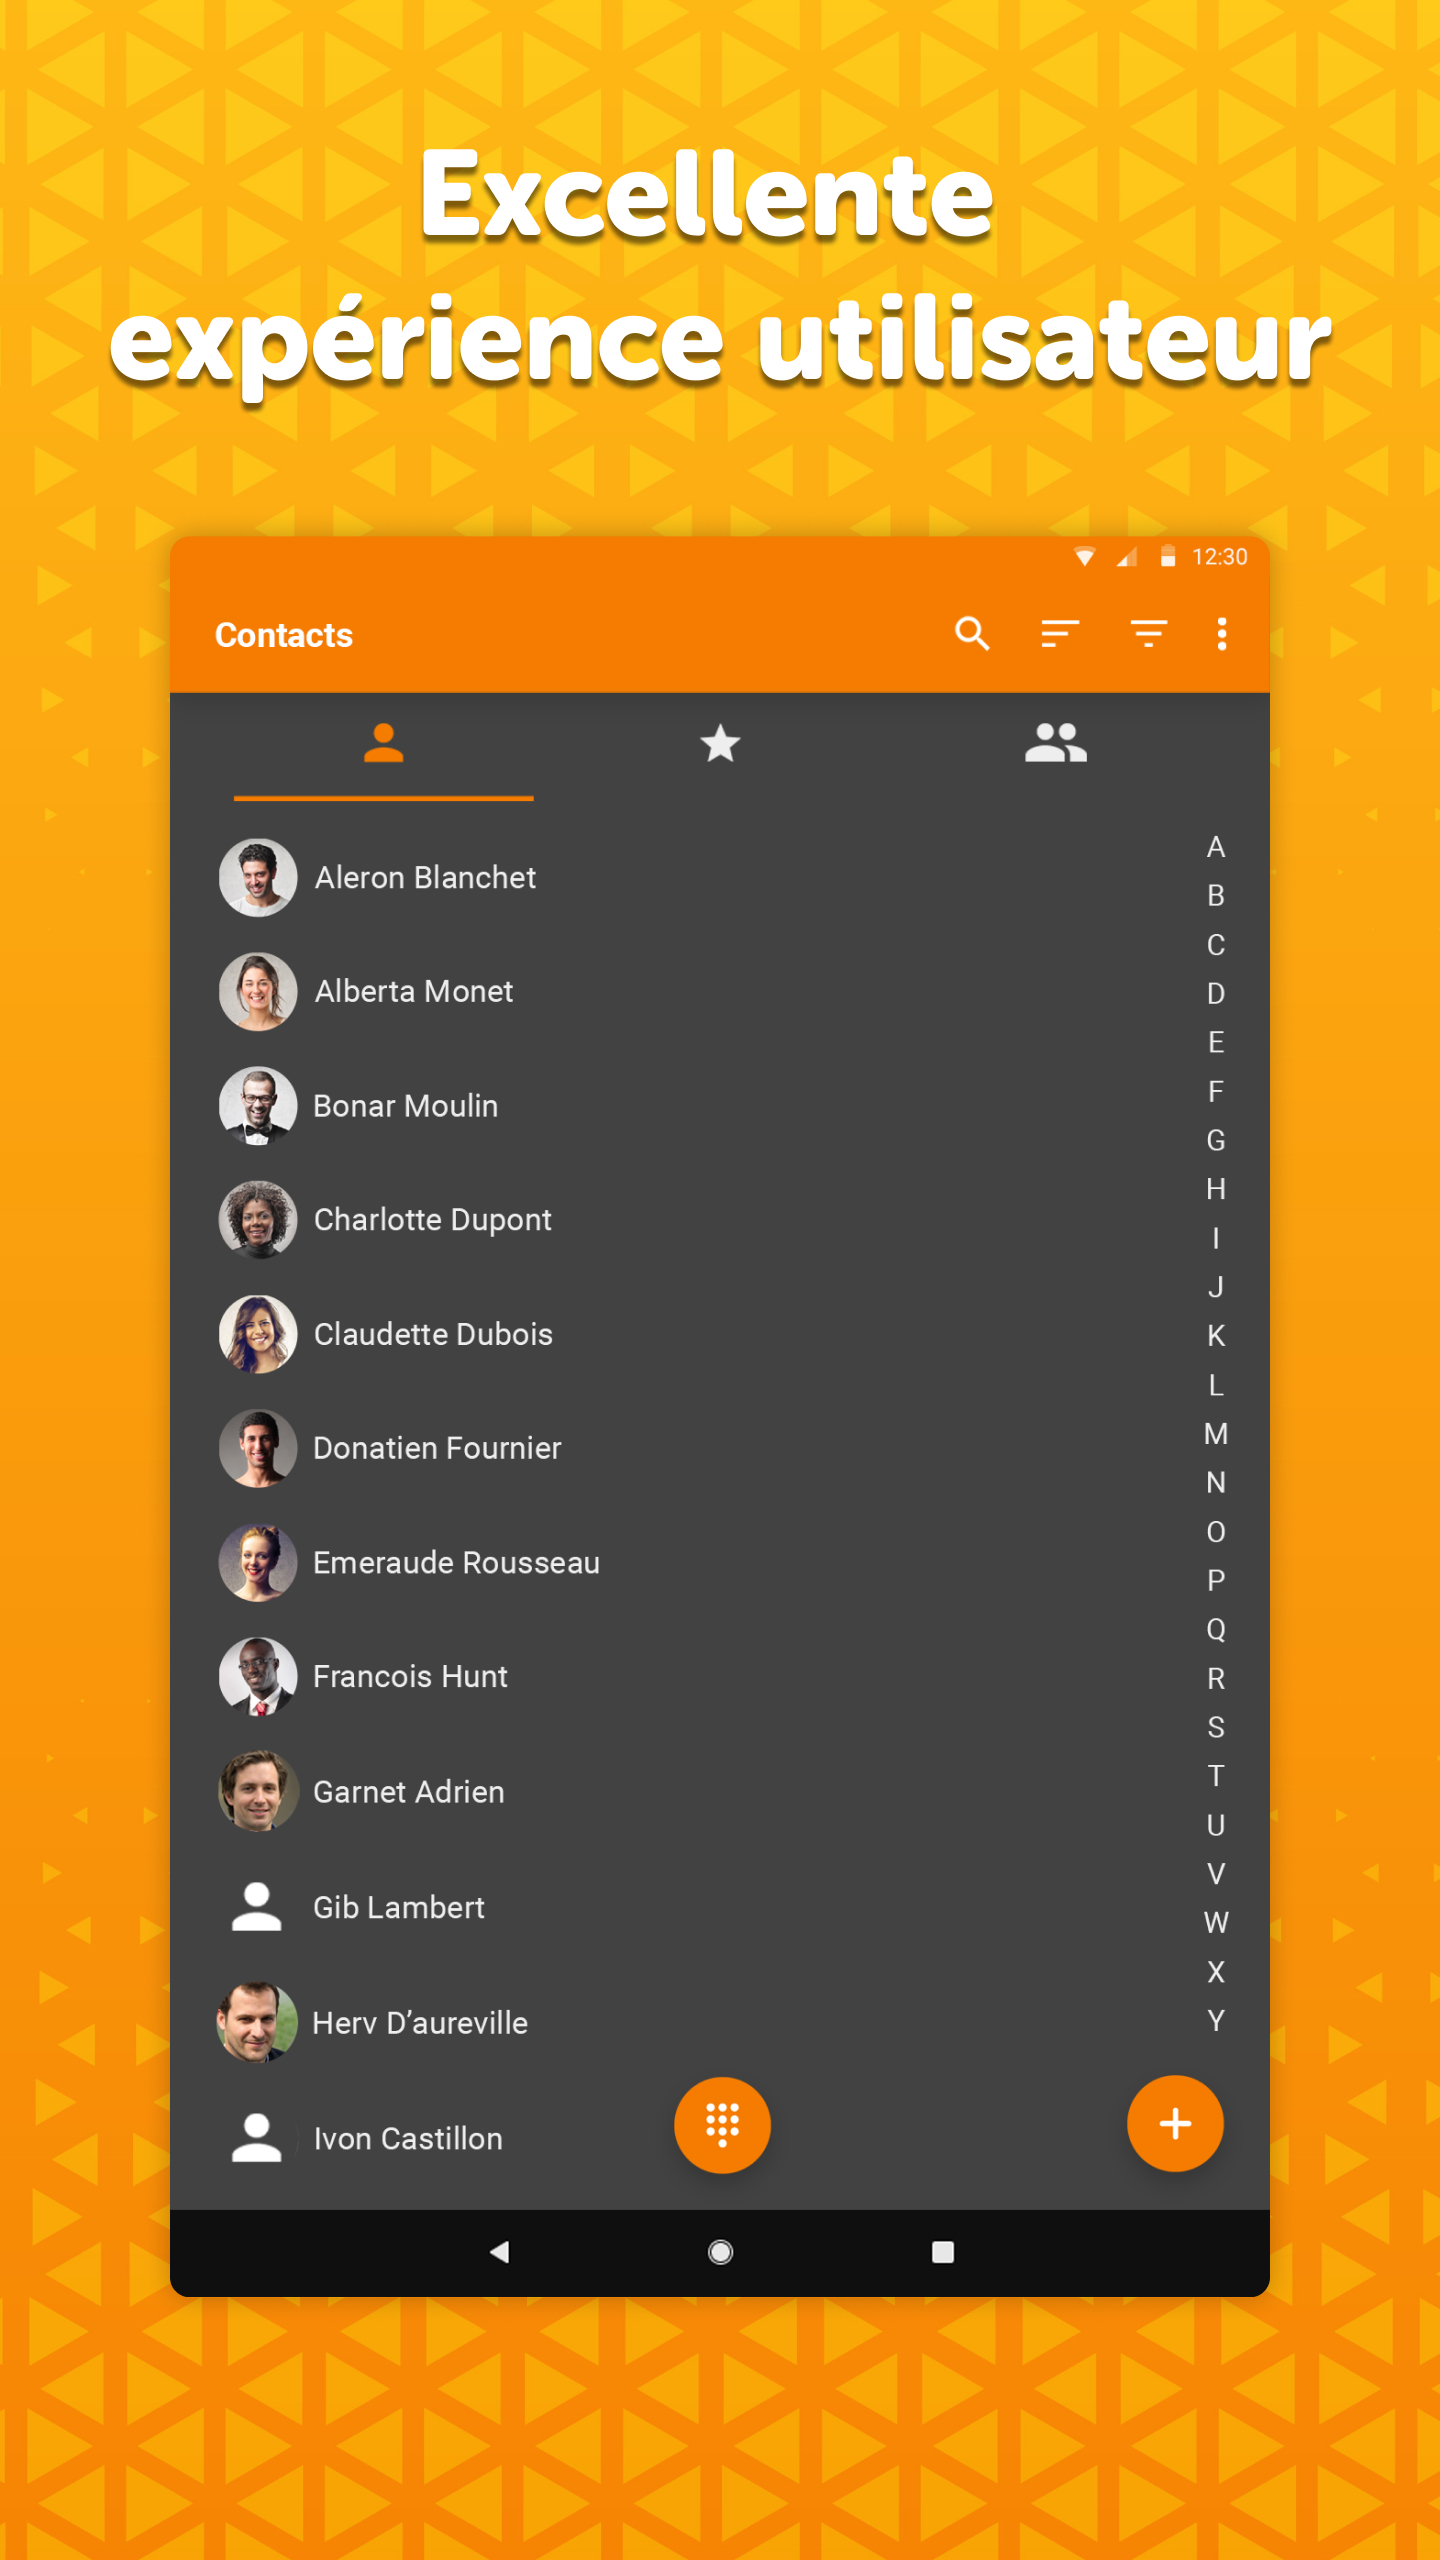 Excellente
expérience utilisateur
12:30
Contacts
Aleron Blanchet
Alberta Monet
Bonar Moulin
Charlotte Dupont
Claudette Dubois
Donatien Fournier
Emeraude Rousseau
Francois Hunt
Garnet Adrien
Gib Lambert
Herv D’aureville
Ivon Castillon
A
B
C
D
E
F
G
H
I
J
K
L
M
N
O
P
Q
R
S
T
U
V
W
X
Y